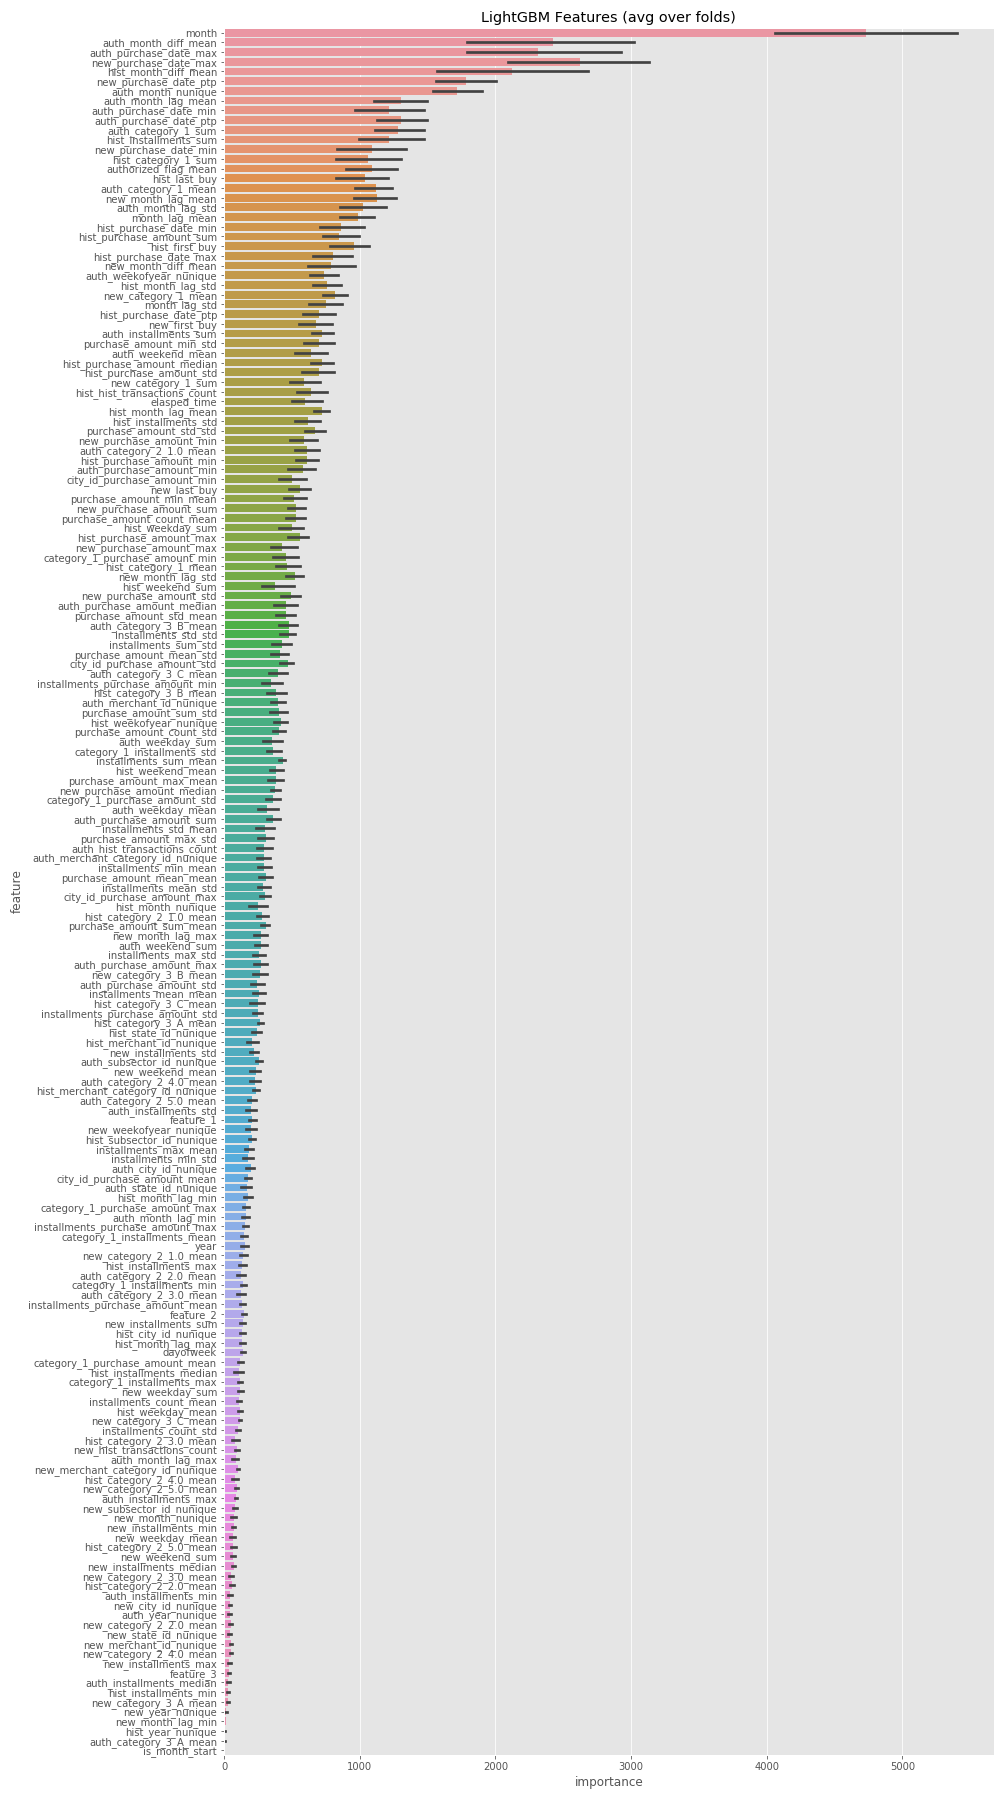 LightGBM Features (avg over folds)
month
auth_month_diff_mean
auth_purchase_date_max
new_purchase_date_max
hist_month_diff_mean
new_purchase_date_ptp
auth_month_nunique
auth_month_lag_mean
auth_purchase_date_min
auth_purchase_date_ptp
auth_category_1_sum
hist_installments_sum
new_purchase_date_min
hist_category_1_sum
authorized_flag_mean
hist_last_buy
auth_category_1_mean
new_month_lag_mean
auth_month_lag_std
month_lag_mean
hist_purchase_date_min
hist_purchase_amount_sum
hist_first_buy
hist_purchase_date_max
new_month_diff_mean
auth_weekofyear_nunique
hist_month_lag_std
new_category_1_mean
month_lag_std
hist_purchase_date_ptp
new_first_buy
auth_installments_sum
purchase_amount_min_std
auth_weekend_mean
hist_purchase_amount_median
hist_purchase_amount_std
new_category_1_sum
hist_hist_transactions_count
elasped_time
hist_month_lag_mean
hist_installments_std
purchase_amount_std_std
new_purchase_amount_min
auth_category_2_1.0_mean
hist_purchase_amount_min
auth_purchase_amount_min
city_id_purchase_amount_min
new_last_buy
purchase_amount_min_mean
new_purchase_amount_sum
purchase_amount_count_mean
hist_weekday_sum
hist_purchase_amount_max
new_purchase_amount_max
category_1_purchase_amount_min
hist_category_1_mean
new_month_lag_std
hist_weekend_sum
new_purchase_amount_std
auth_purchase_amount_median
purchase_amount_std_mean
auth_category_3_B_mean
installments_std_std
installments_sum_std
purchase_amount_mean_std
city_id_purchase_amount_std
auth_category_3_C_mean
installments_purchase_amount_min
hist_category_3_B_mean
auth_merchant_id_nunique
purchase_amount_sum_std
hist_weekofyear_nunique
purchase_amount_count_std
auth_weekday_sum
category_1_installments_std
installments_sum_mean
hist_weekend_mean
purchase_amount_max_mean
new_purchase_amount_median
category_1_purchase_amount_std
auth_weekday_mean
auth_purchase_amount_sum
installments_std_mean
purchase_amount_max_std
auth_hist_transactions_count
auth_merchant_category_id_nunique
installments_min_mean
purchase_amount_mean_mean
installments_mean_std
city_id_purchase_amount_max
hist_month_nunique
hist_category_2_1.0_mean
purchase_amount_sum_mean
new_month_lag_max
auth_weekend_sum
installments_max_std
auth_purchase_amount_max
new_category_3_B_mean
auth_purchase_amount_std
installments_mean_mean
hist_category_3_C_mean
installments_purchase_amount_std
hist_category_3_A_mean
hist_state_id_nunique
hist_merchant_id_nunique
new_installments_std
auth_subsector_id_nunique
new_weekend_mean
auth_category_2_4.0_mean
hist_merchant_category_id_nunique
auth_category_2_5.0_mean
auth_installments_std
feature_1
new_weekofyear_nunique
hist_subsector_id_nunique
installments_max_mean
installments_min_std
auth_city_id_nunique
city_id_purchase_amount_mean
auth_state_id_nunique
hist_month_lag_min
category_1_purchase_amount_max
auth_month_lag_min
installments_purchase_amount_max
category_1_installments_mean
year
new_category_2_1.0_mean
hist_installments_max
auth_category_2_2.0_mean
category_1_installments_min
auth_category_2_3.0_mean
installments_purchase_amount_mean
feature_2
new_installments_sum
hist_city_id_nunique
hist_month_lag_max
dayofweek
category_1_purchase_amount_mean
hist_installments_median
category_1_installments_max
new_weekday_sum
installments_count_mean
hist_weekday_mean
new_category_3_C_mean
installments_count_std
hist_category_2_3.0_mean
new_hist_transactions_count
auth_month_lag_max
new_merchant_category_id_nunique
hist_category_2_4.0_mean
new_category_2_5.0_mean
auth_installments_max
new_subsector_id_nunique
new_month_nunique
new_installments_min
new_weekday_mean
hist_category_2_5.0_mean
new_weekend_sum
new_installments_median
new_category_2_3.0_mean
hist_category_2_2.0_mean
auth_installments_min
new_city_id_nunique
auth_year_nunique
new_category_2_2.0_mean
new_state_id_nunique
new_merchant_id_nunique
new_category_2_4.0_mean
new_installments_max
feature_3
auth_installments_median
hist_installments_min
new_category_3_A_mean
new_year_nunique
new_month_lag_min
hist_year_nunique
auth_category_3_A_mean
is_month_start
feature
0 1000 2000 3000 4000 5000
importance